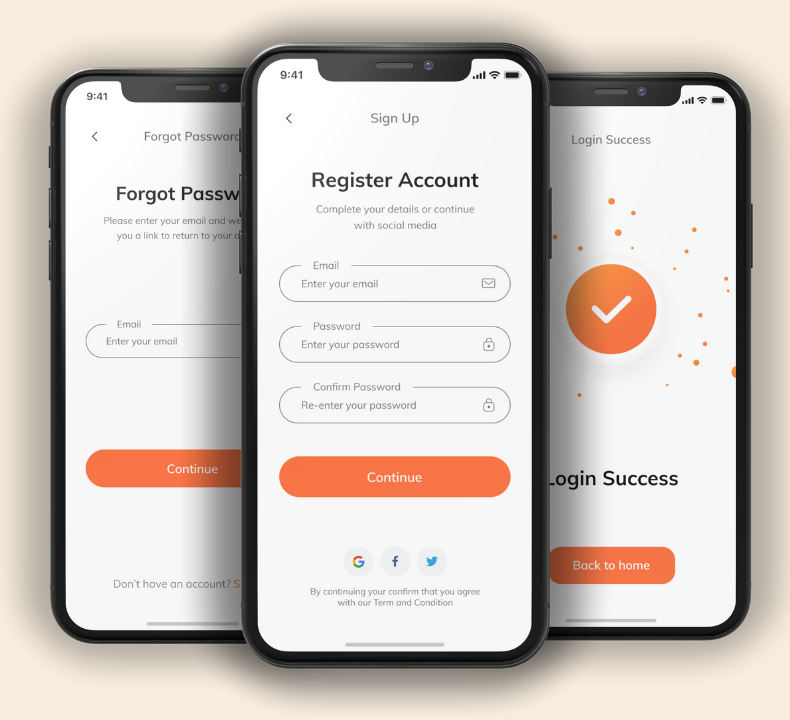 9:41
Forgot Password
Forgot Passw
Please enter your email and we
you a link to return to your
Email
Enter your email
Continue
Don't have an account? S
9:41
Sign Up
Register Account
Complete your details or continue
with social media
Email
Enter your email
Password
Enter your password
Confirm Password
Re-enter your password
Continue
G f
By continuing your confirm that you agree
with our Term and Condition
Login Success
Login Success
Back to home